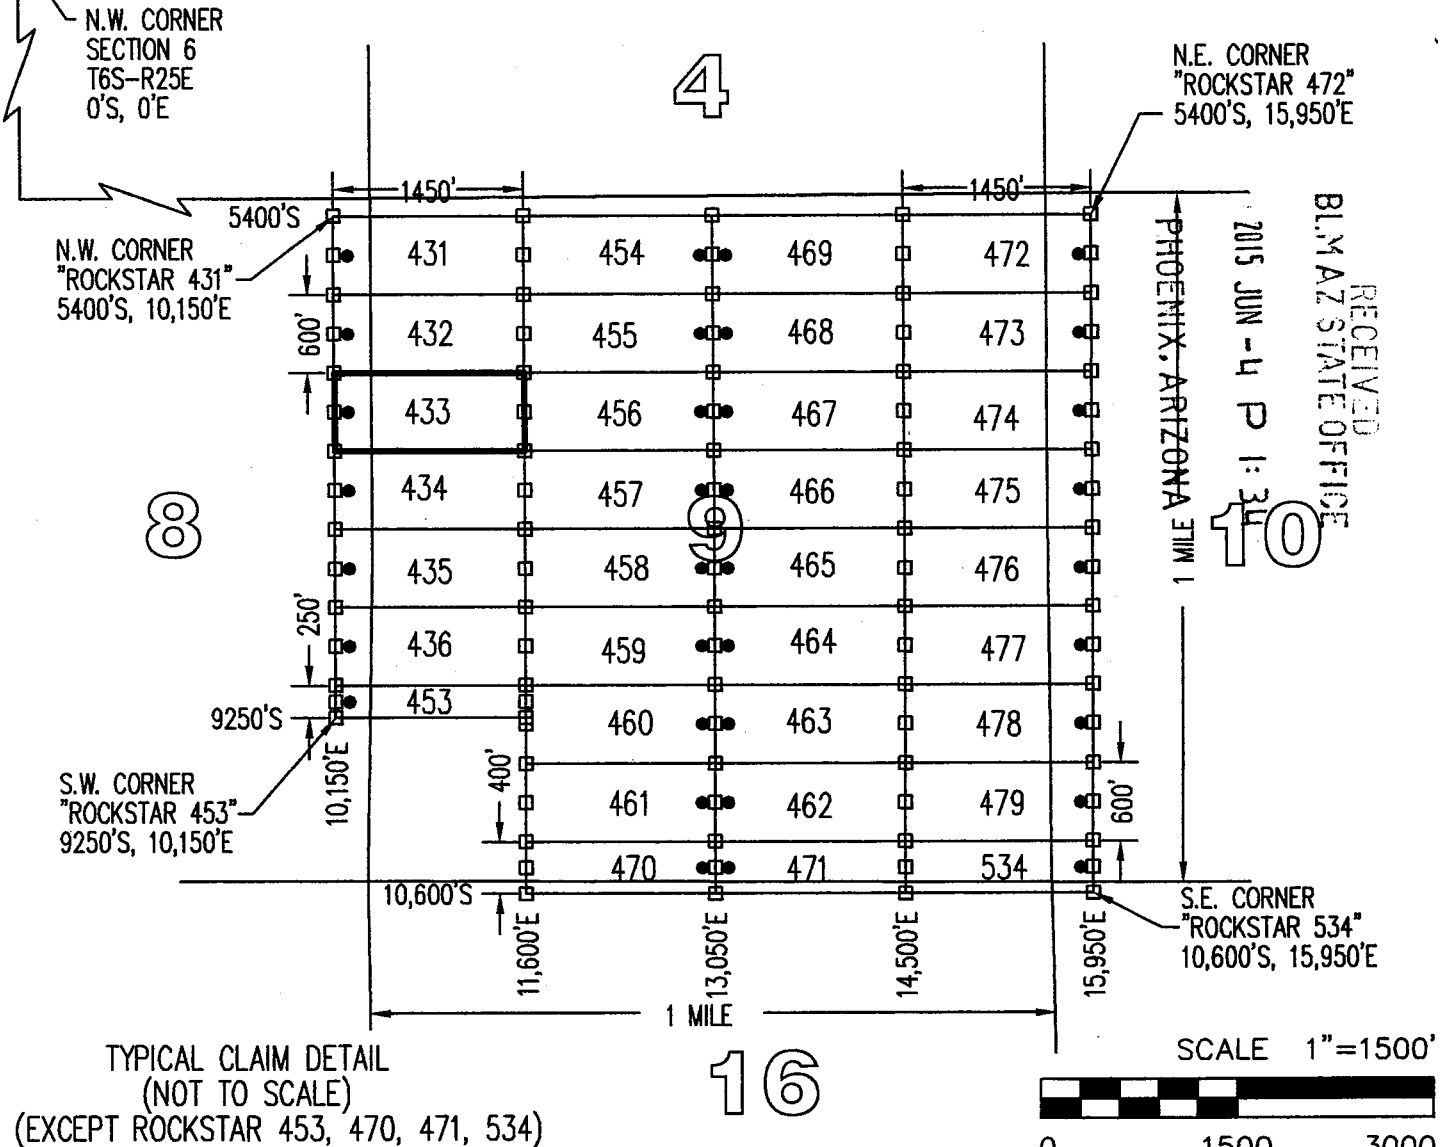 N.W. CORNER
SECTION 6
T6S-R25E
0'S, 0'E
4
N.E. CORNER
"ROCKSTAR 472"
5400'S, 15,950'E
1450'
1450'
5400'S
N.W. CORNER
"ROCKSTAR 431"
5400'S, 10,150'E
600'
431 454 469 472
432 455 468 473
433 456 467 474
434 457 466 475
8
9
10
435 458 465 476
436 459 464 477
453 460 463 478
461 462 479
470 471 534
250'
9250'S
10,150'E
S.W. CORNER
"ROCKSTAR 453"
9250'S, 10,150'E
400'
600'
10,600'S
11,600'E
13,050'E
14,500'E
15,950'E
S.E. CORNER
"ROCKSTAR 534"
10,600'S, 15,950'E
1 MILE
1 MILE
RECEIVED
BLM AZ STATE OFFICE
2015 JUN -4 P 1:34
PHOENIX, ARIZONA
16
TYPICAL CLAIM DETAIL
(NOT TO SCALE)
(EXCEPT ROCKSTAR 453, 470, 471, 534)
SCALE 1"=1500'
0 1500 3000